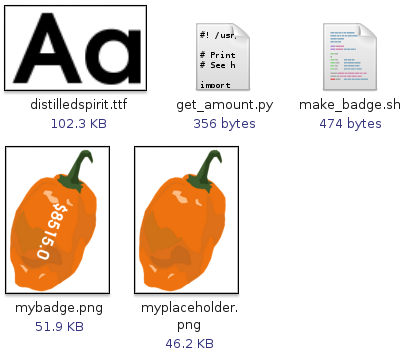 Aa
#! /usr,
# Print
# See h
import
distilledspirit.ttf
102.3 KB
get_amount.py
356 bytes
make_badge.sh
474 bytes
$8515.0
mybadge.png
51.9 KB
myplaceholder.
png
46.2 KB